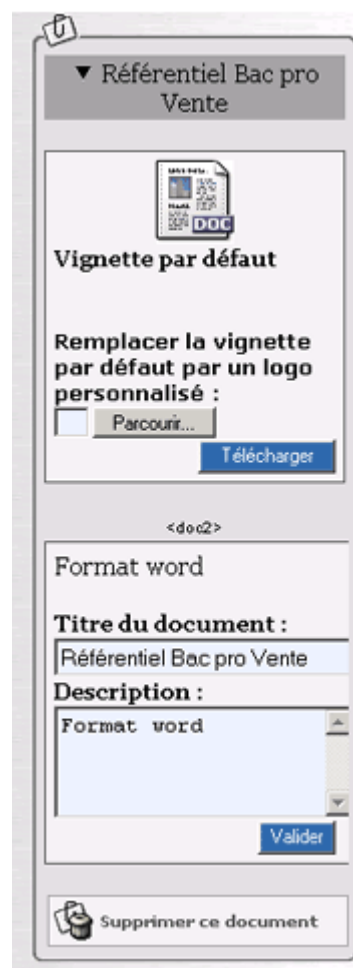 ▼ Référentiel Bac pro
Vente
DOC
Vignette par défaut
Remplacer la vignette
par défaut par un logo
personnalisé :
Parcourir...
Télécharger
<doc2>
Format word
Titre du document :
Référentiel Bac pro Vente
Description :
Format word
Valider
Supprimer ce document